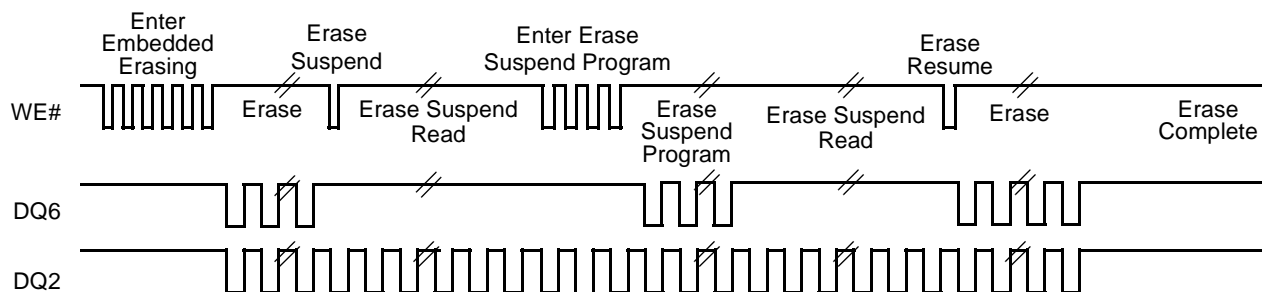 Enter
Embedded
Erasing
Erase
Suspend
Enter Erase
Suspend Program
Erase
Resume
WE#
Erase
Erase Suspend
Read
Erase
Suspend
Program
Erase Suspend
Read
Erase
Erase
Complete
DQ6
DQ2